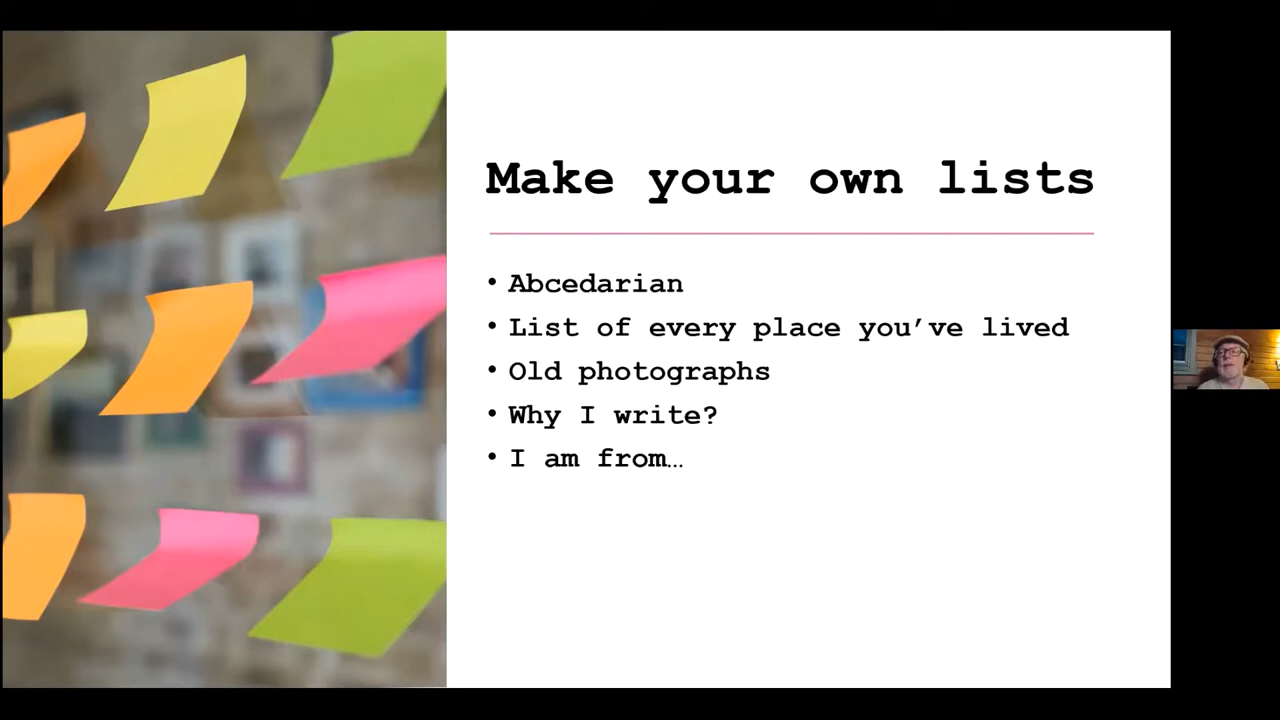 Make your own lists
• Abcedarian
• List of every place you’ve lived
• Old photographs
• Why I write?
• I am from…